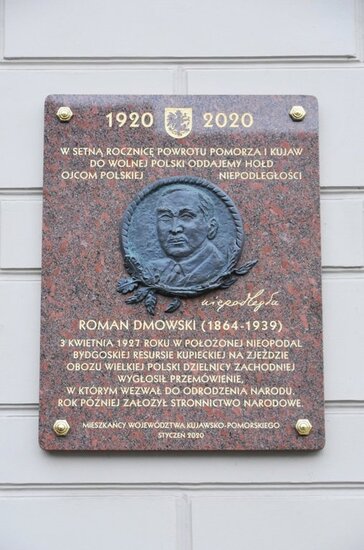 1920 2020
W SETNĄ ROCZNICĘ POWROTU POMORZA I KUJAW
DO WOLNEJ POLSKI ODDAJEMY HOŁD
OJCOM POLSKIEJ NIEPODLEGŁOŚCI
niepodległa
ROMAN DMOWSKI (1864-1939)
3 KWIETNIA 1927 ROKU W POŁOŻONEJ NIEOPODAL
BYDGOSKIEJ RESURSIE KUPIECKIEJ NA ZJEŹDZIE
OBOZU WIELKIEJ POLSKI DZIELNICY ZACHODNIEJ
WYGŁOSIŁ PRZEMÓWIENIE,
W KTÓRYM WEZWAŁ DO ODRODZENIA NARODU.
ROK PÓŹNIEJ ZAŁOŻYŁ STRONNICTWO NARODOWE.
MIESZKAŃCY WOJEWÓDZTWA KUJAWSKO-POMORSKIEGO
STYCZEŃ 2020